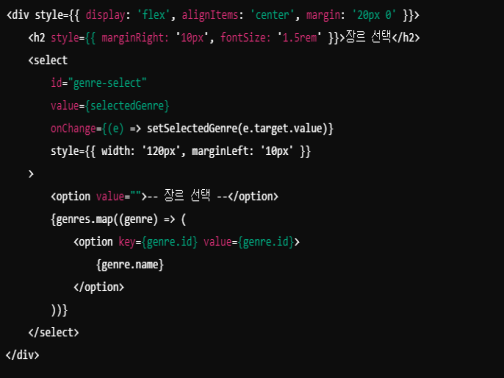 <div style={{ display: 'flex', alignItems: 'center', margin: '20px 0' }}>
<h2 style={{ marginRight: '10px', fontSize: '1.5rem' }}>장르 선택</h2>
<select
id="genre-select"
value={selectedGenre}
onChange={(e) => setSelectedGenre(e.target.value)}
style={{ width: '120px', marginLeft: '10px' }}
>
<option value="">-- 장르 선택 --</option>
{genres.map((genre) => (
<option key={genre.id} value={genre.id}>
{genre.name}
</option>
))}
</select>
</div>